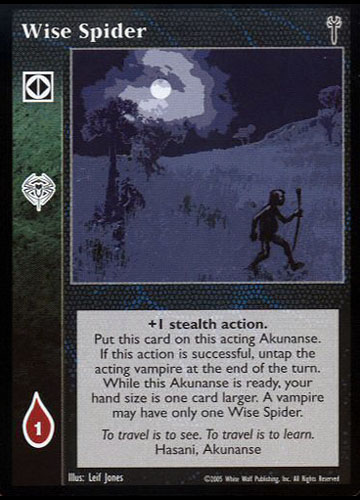 Wise Spider
+1 stealth action.
Put this card on this acting Akunanse.
If this action is successful, untap the
acting vampire at the end of the turn.
While this Akunanse is ready, your
hand size is one card larger. A vampire
may have only one Wise Spider.
To travel is to see. To travel is to learn.
Hasani, Akunanse
1
Illus: Leif Jones
©2005 White Wolf Publishing, Inc. All Rights Reserved